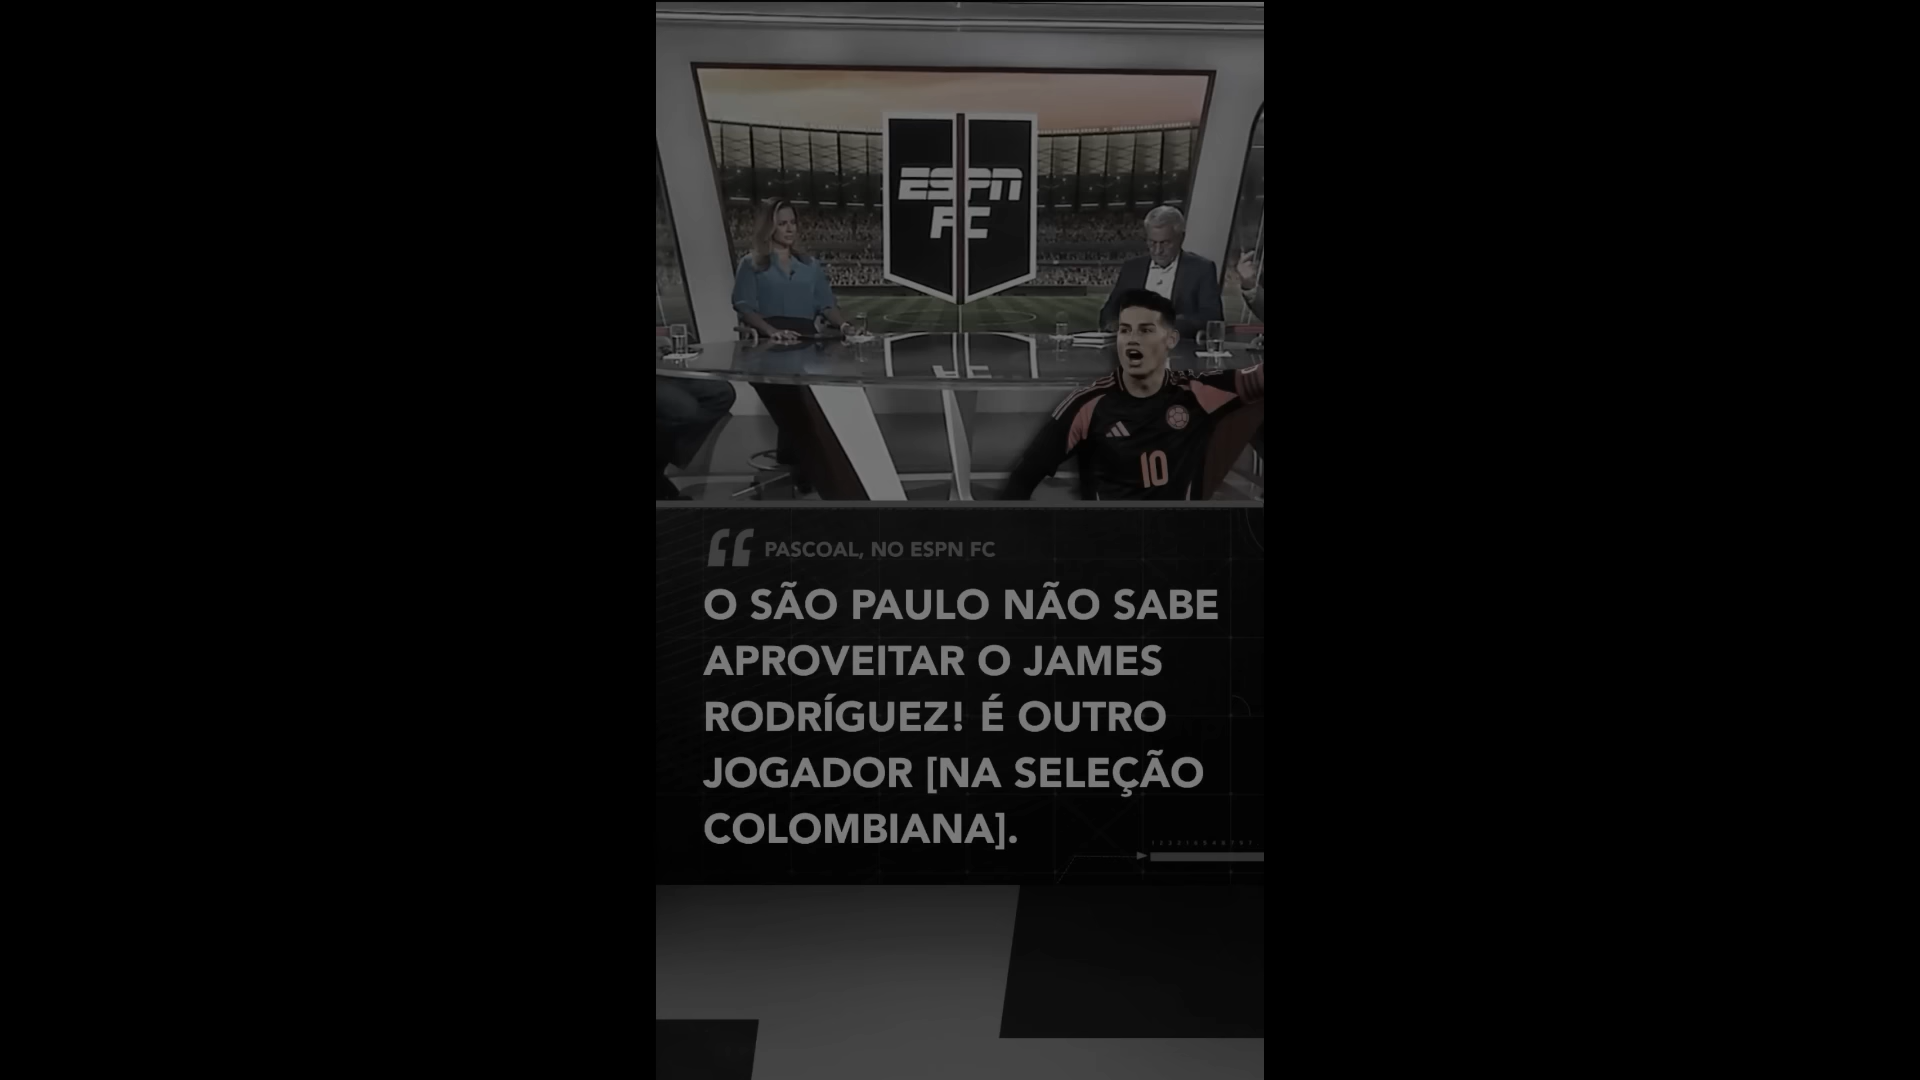 ESPN
FC
10
PASCOAL, NO ESPN FC
O SÃO PAULO NÃO SABE
APROVEITAR O JAMES
RODRÍGUEZ! É OUTRO
JOGADOR [NA SELEÇÃO
COLOMBIANA].